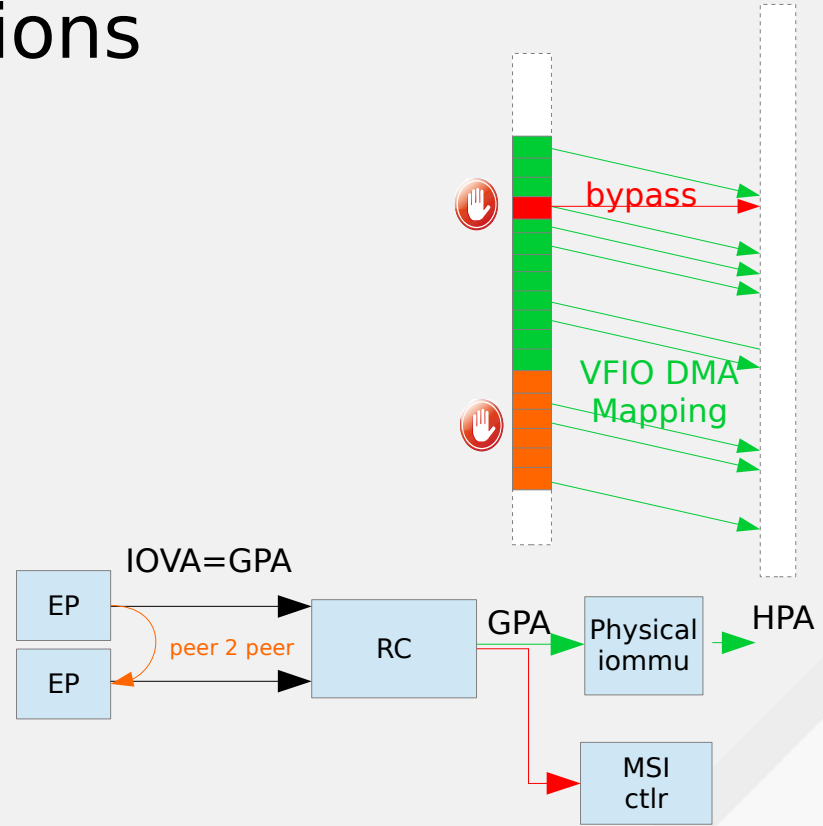 ions
bypass
VFIO DMA
Mapping
IOVA=GPA
EP
peer 2 peer
EP
RC
GPA
Physical
iommu
HPA
MSI
ctlr